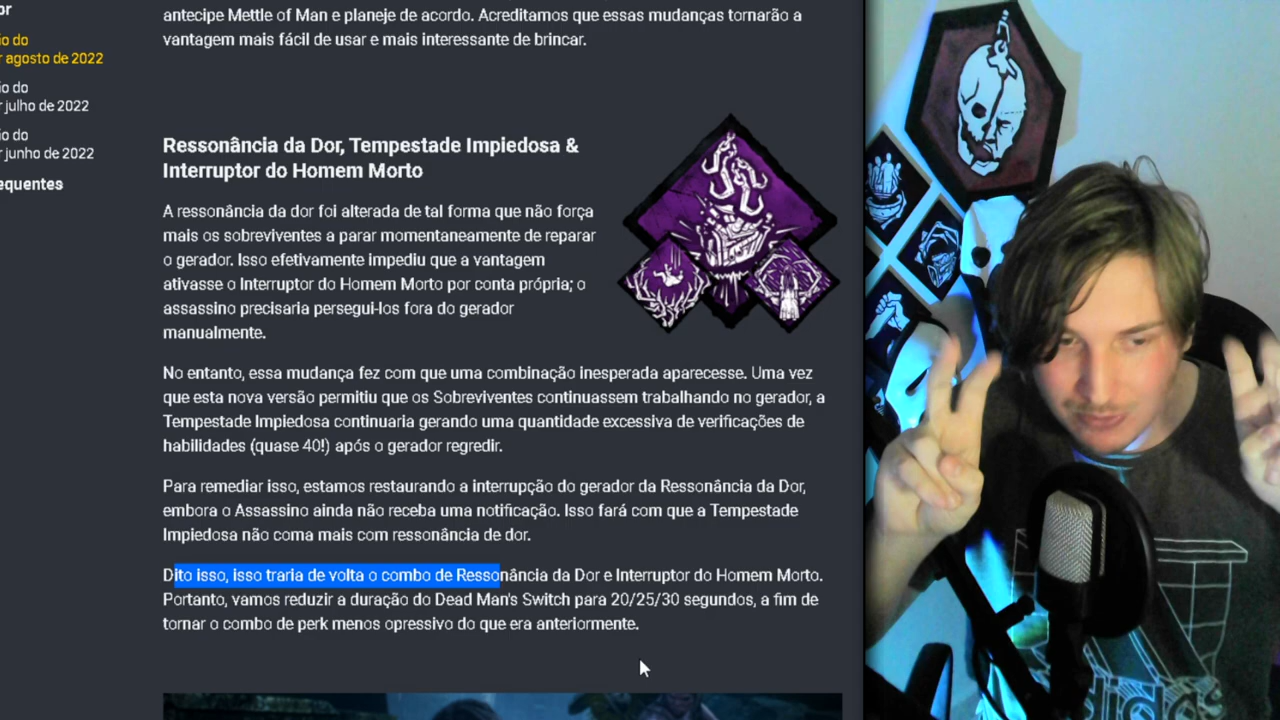 or
ão do
r agosto de 2022
ão do
r julho de 2022
ão do
r junho de 2022
equentes
antecipe Mettle of Man e planeje de acordo. Acreditamos que essas mudanças tornarão a
vantagem mais fácil de usar e mais interessante de brincar.
Ressonância da Dor, Tempestade Impiedosa &
Interruptor do Homem Morto
A ressonância da dor foi alterada de tal forma que não força
mais os sobreviventes a parar momentaneamente de reparar
o gerador. Isso efetivamente impediu que a vantagem
ativasse o Interruptor do Homem Morto por conta própria; o
assassino precisaria persegui-los fora do gerador
manualmente.
No entanto, essa mudança fez com que uma combinação inesperada aparecesse. Uma vez
que esta nova versão permitiu que os Sobreviventes continuassem trabalhando no gerador, a
Tempestade Impiedosa continuaria gerando uma quantidade excessiva de verificações de
habilidades (quase 40!) após o gerador regredir.
Para remediar isso, estamos restaurando a interrupção do gerador da Ressonância da Dor,
embora o Assassino ainda não receba uma notificação. Isso fará com que a Tempestade
Impiedosa não coma mais com ressonância de dor.
Dito isso, isso traria de volta o combo de Ressonância da Dor e Interruptor do Homem Morto.
Portanto, vamos reduzir a duração do Dead Man's Switch para 20/25/30 segundos, a fim de
tornar o combo de perk menos opressivo do que era anteriormente.